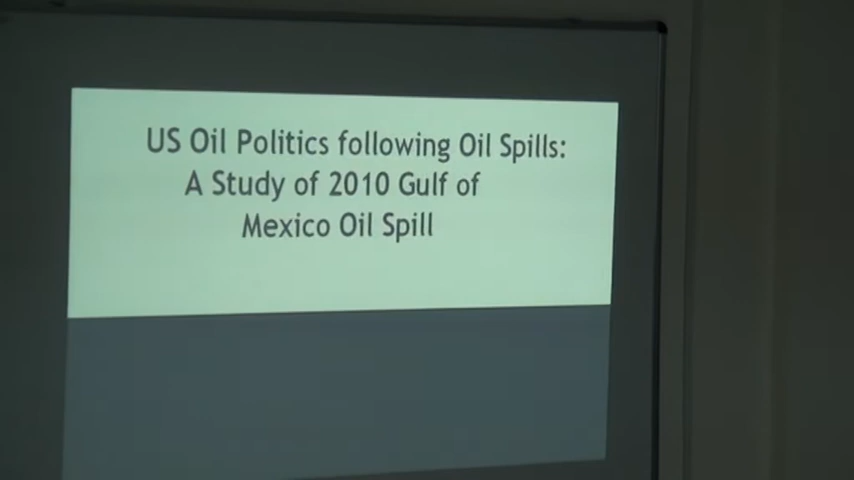 US Oil Politics following Oil Spills:
A Study of 2010 Gulf of
Mexico Oil Spill